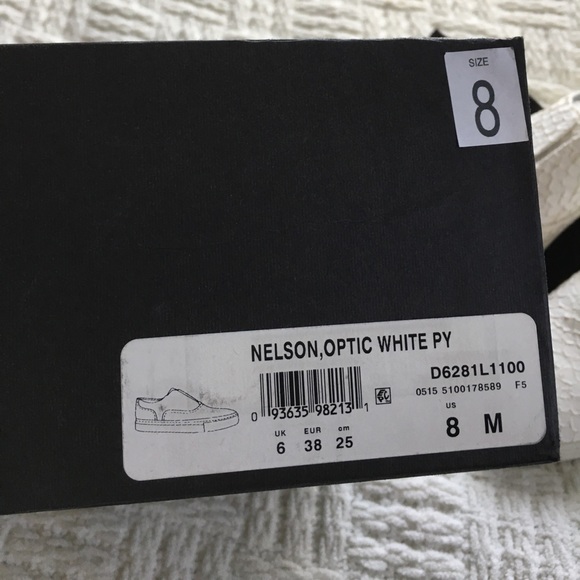 SIZE
8
NELSON,OPTIC WHITE PY
D6281L1100
0515 5100178589 F5
0 93635 98213 1
US
8 M
UK EUR cm
6 38 25